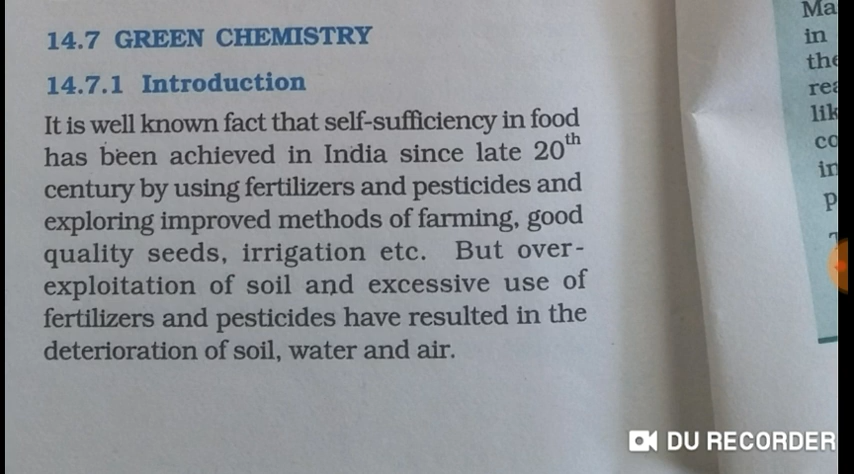 14.7 GREEN CHEMISTRY
14.7.1 Introduction
It is well known fact that self-sufficiency in food
has been achieved in India since late 20th
century by using fertilizers and pesticides and
exploring improved methods of farming, good
quality seeds, irrigation etc. But over-
exploitation of soil and excessive use of
fertilizers and pesticides have resulted in the
deterioration of soil, water and air.
Ma
in
the
rea
lik
co
in
p
DU RECORDER